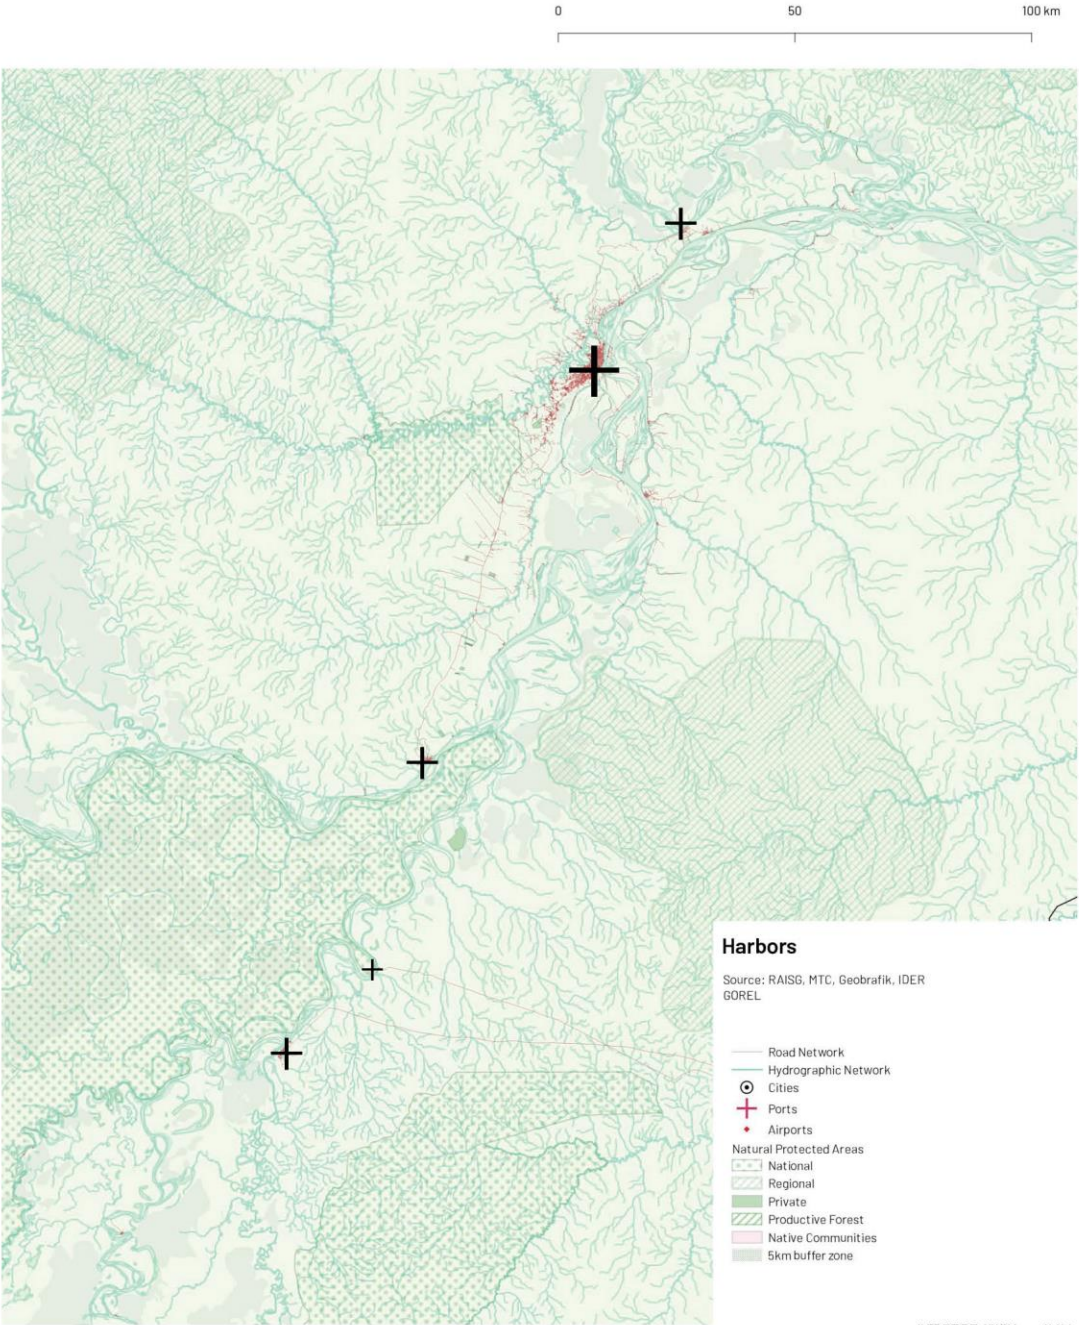 0 50 100 km
Harbors
Source: RAISG, MTC, Geobrafik, IDER
GOREL
Road Network
Hydrographic Network
Cities
Ports
Airports
Natural Protected Areas
National
Regional
Private
Productive Forest
Native Communities
5km buffer zone